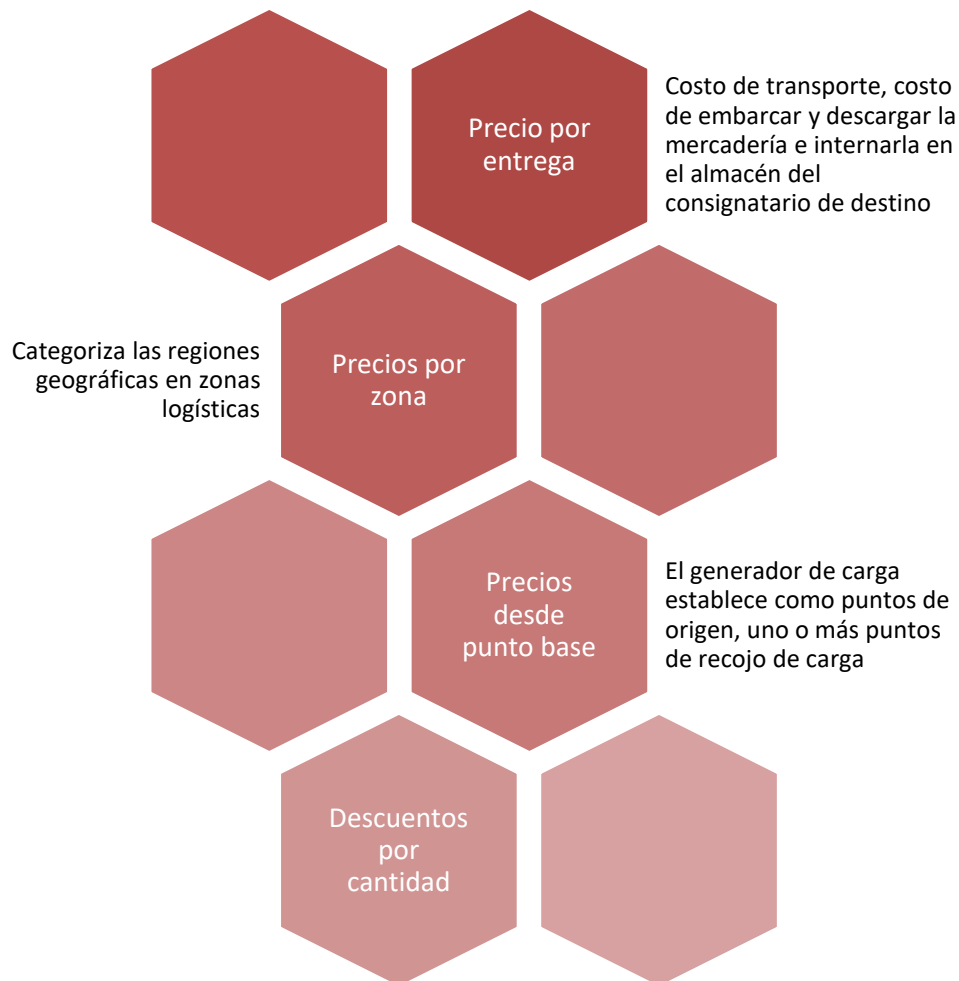 Precio por
entrega
Costo de transporte, costo
de embarcar y descargar la
mercadería e internarla en
el almacén del
consignatario de destino
Categoriza las regiones
geográficas en zonas
logísticas
Precios por
zona
Precios
desde
punto base
El generador de carga
establece como puntos de
origen, uno o más puntos
de recojo de carga
Descuentos
por
cantidad